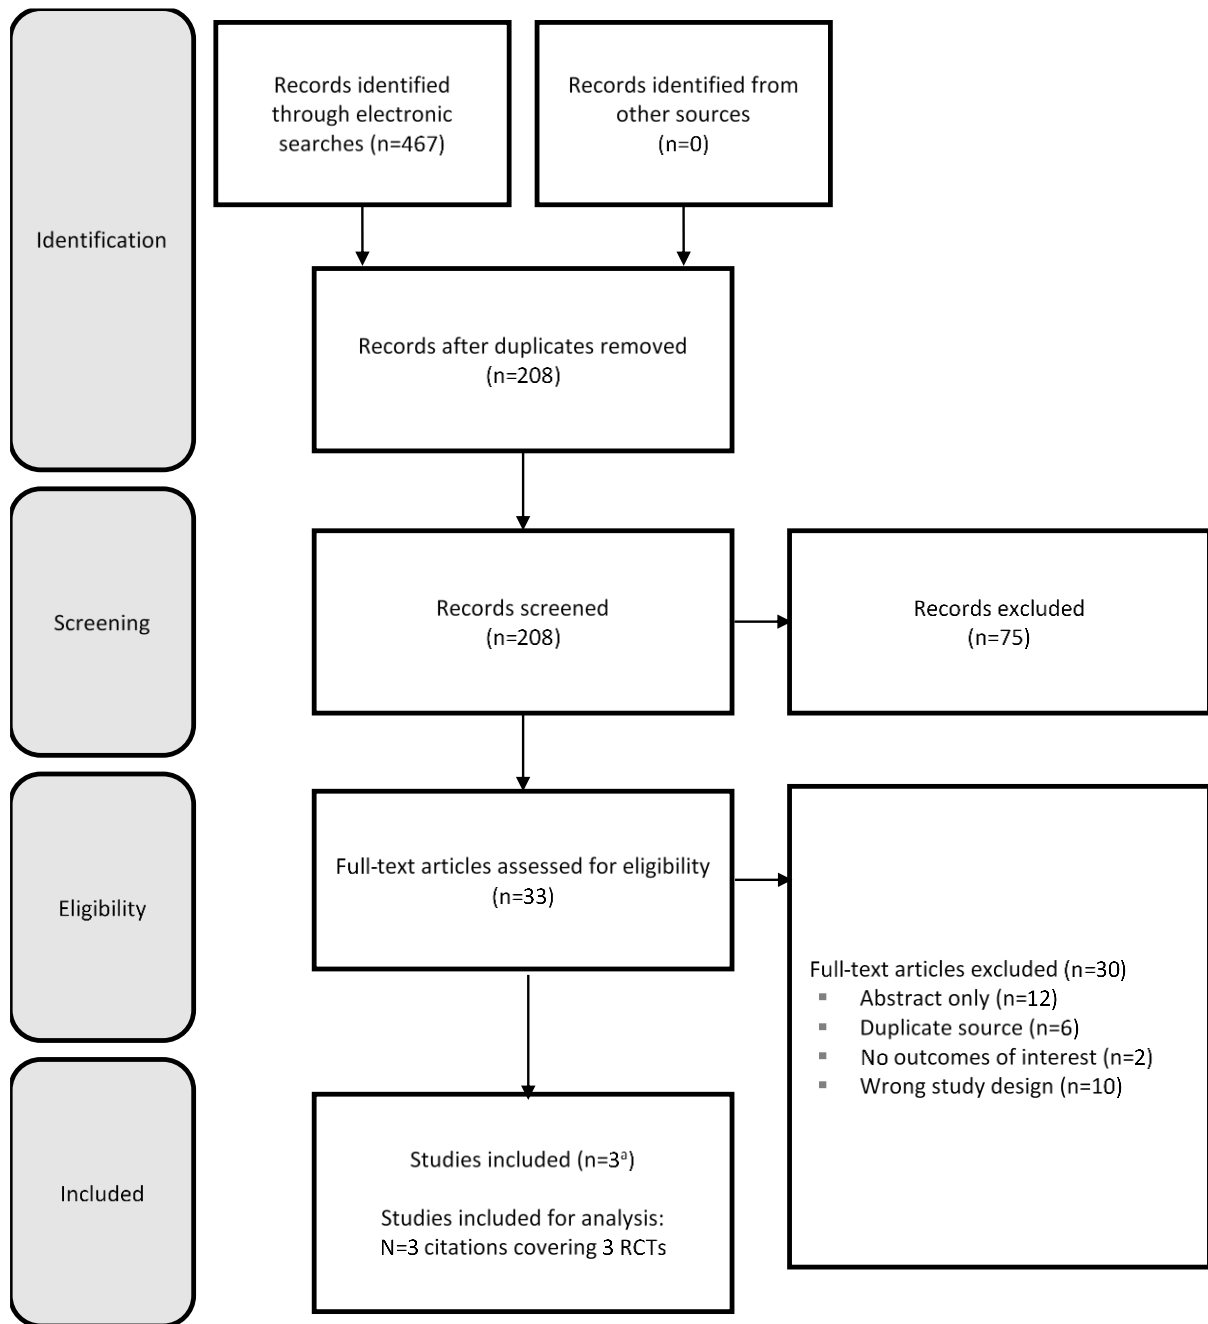 Identification
Records identified
through electronic
searches (n=467)
Records identified from
other sources
(n=0)
Records after duplicates removed
(n=208)
Screening
Records screened
(n=208)
Records excluded
(n=75)
Eligibility
Full-text articles assessed for eligibility
(n=33)
Full-text articles excluded (n=30)
▪ Abstract only (n=12)
▪ Duplicate source (n=6)
▪ No outcomes of interest (n=2)
▪ Wrong study design (n=10)
Included
Studies included (n=3ª)
Studies included for analysis:
N=3 citations covering 3 RCTs